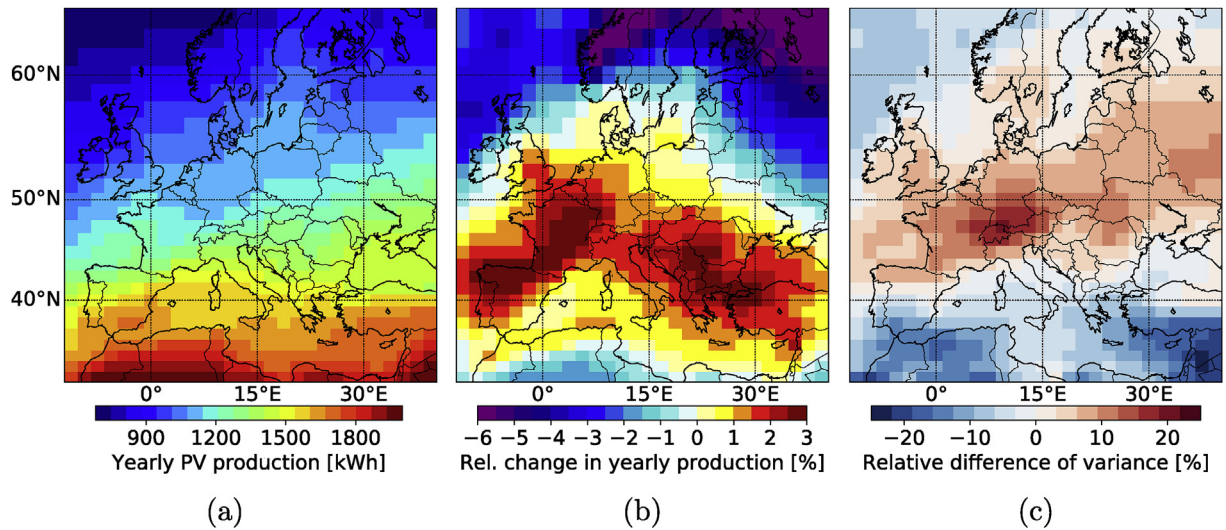 60°N
50°N
40°N
0° 15°E 30°E
900 1200 1500 1800
Yearly PV production [kWh]
(a)
0° 15°E 30°E
−6 −5 −4 −3 −2 −1 0 1 2 3
Rel. change in yearly production [%]
(b)
0° 15°E 30°E
−20 −10 0 10 20
Relative difference of variance [%]
(c)